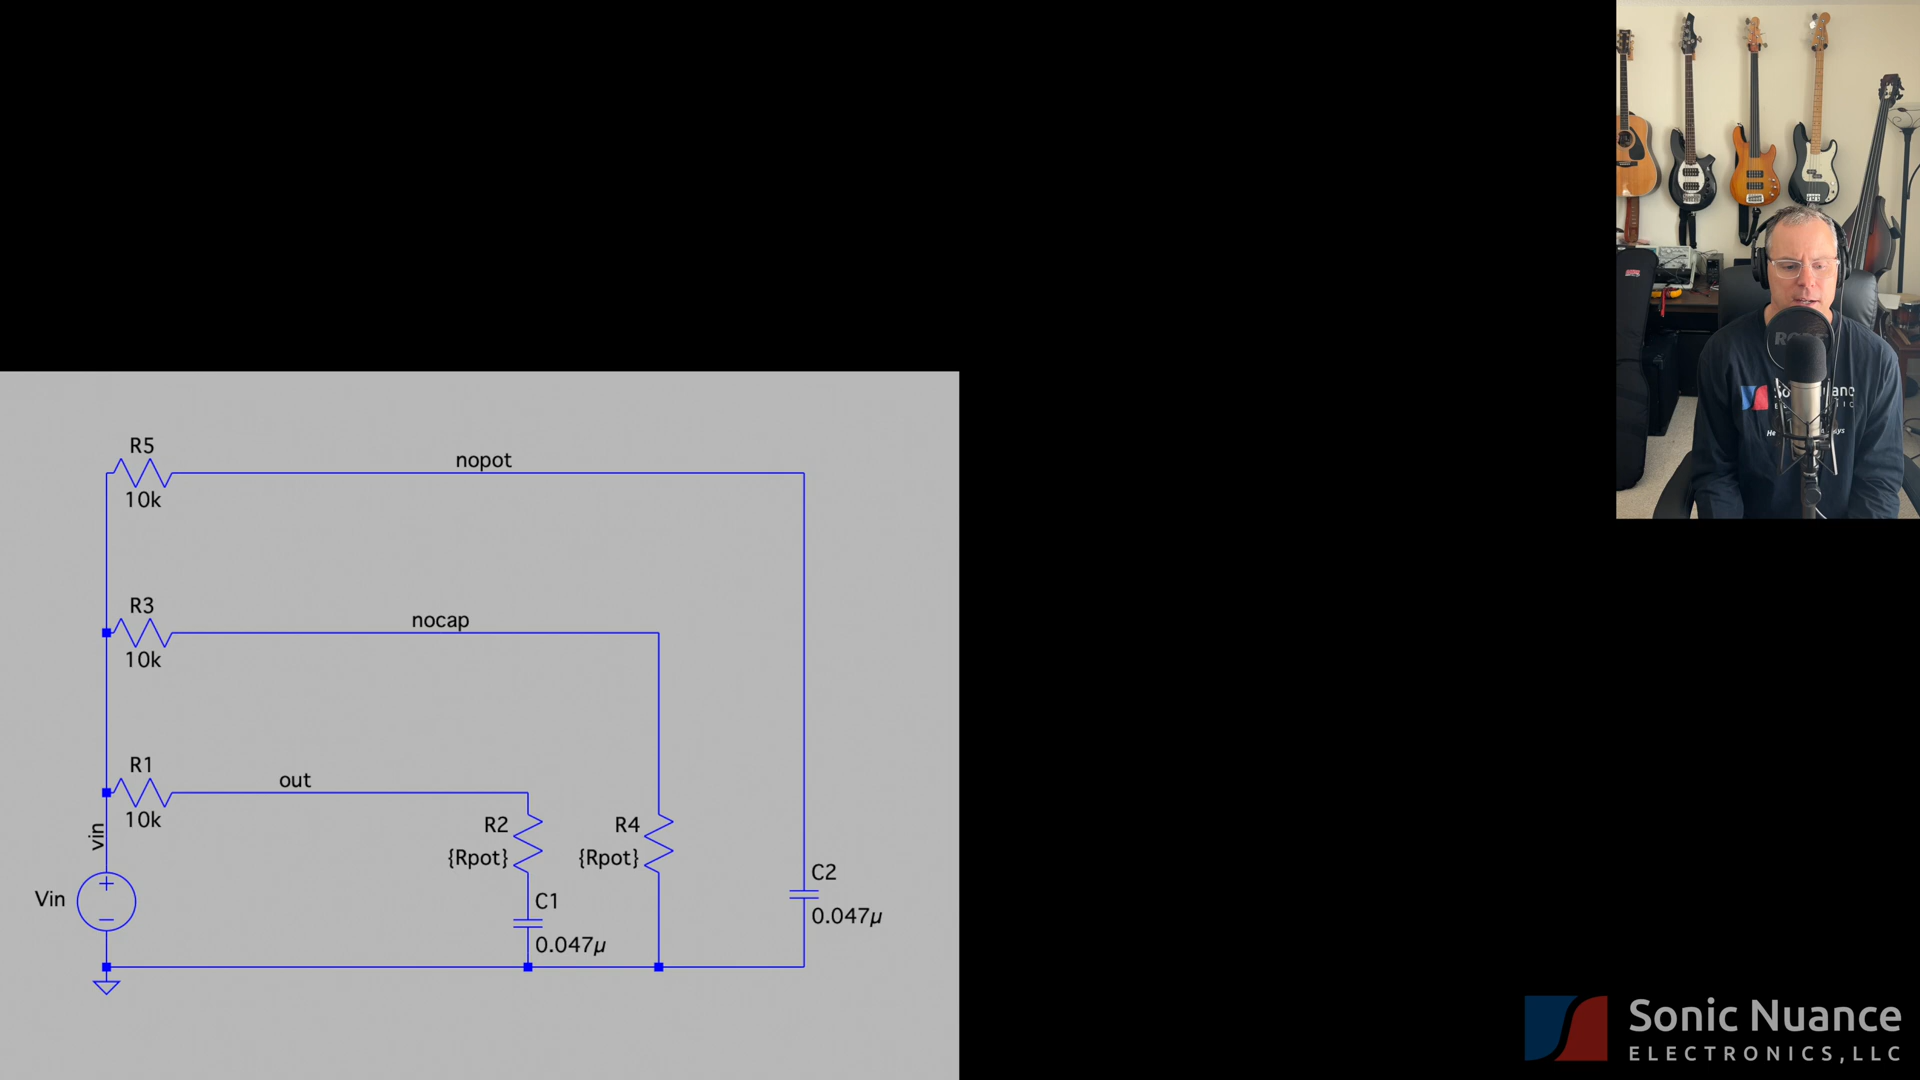 R5
nopot
10k
R3
nocap
10k
R1
out
10k
vin
R2
R4
{Rpot}
{Rpot}
C2
Vin
C1
0.047µ
0.047µ
Sonic Nuance
ELECTRONICS, LLC